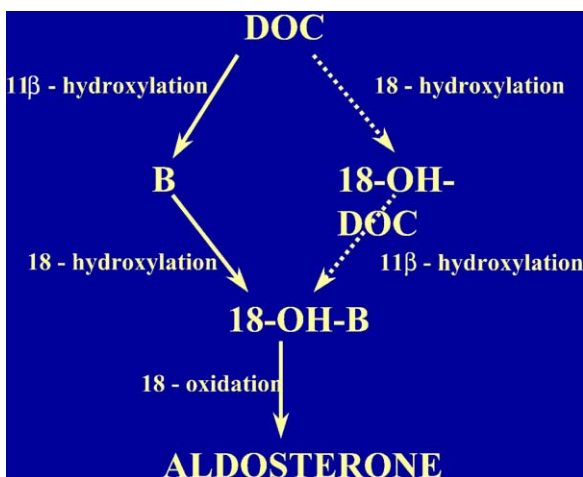 DOC
11β - hydroxylation
18 - hydroxylation
B
18-OH-
DOC
18 - hydroxylation
11β - hydroxylation
18-OH-B
18 - oxidation
ALDOSTERONE